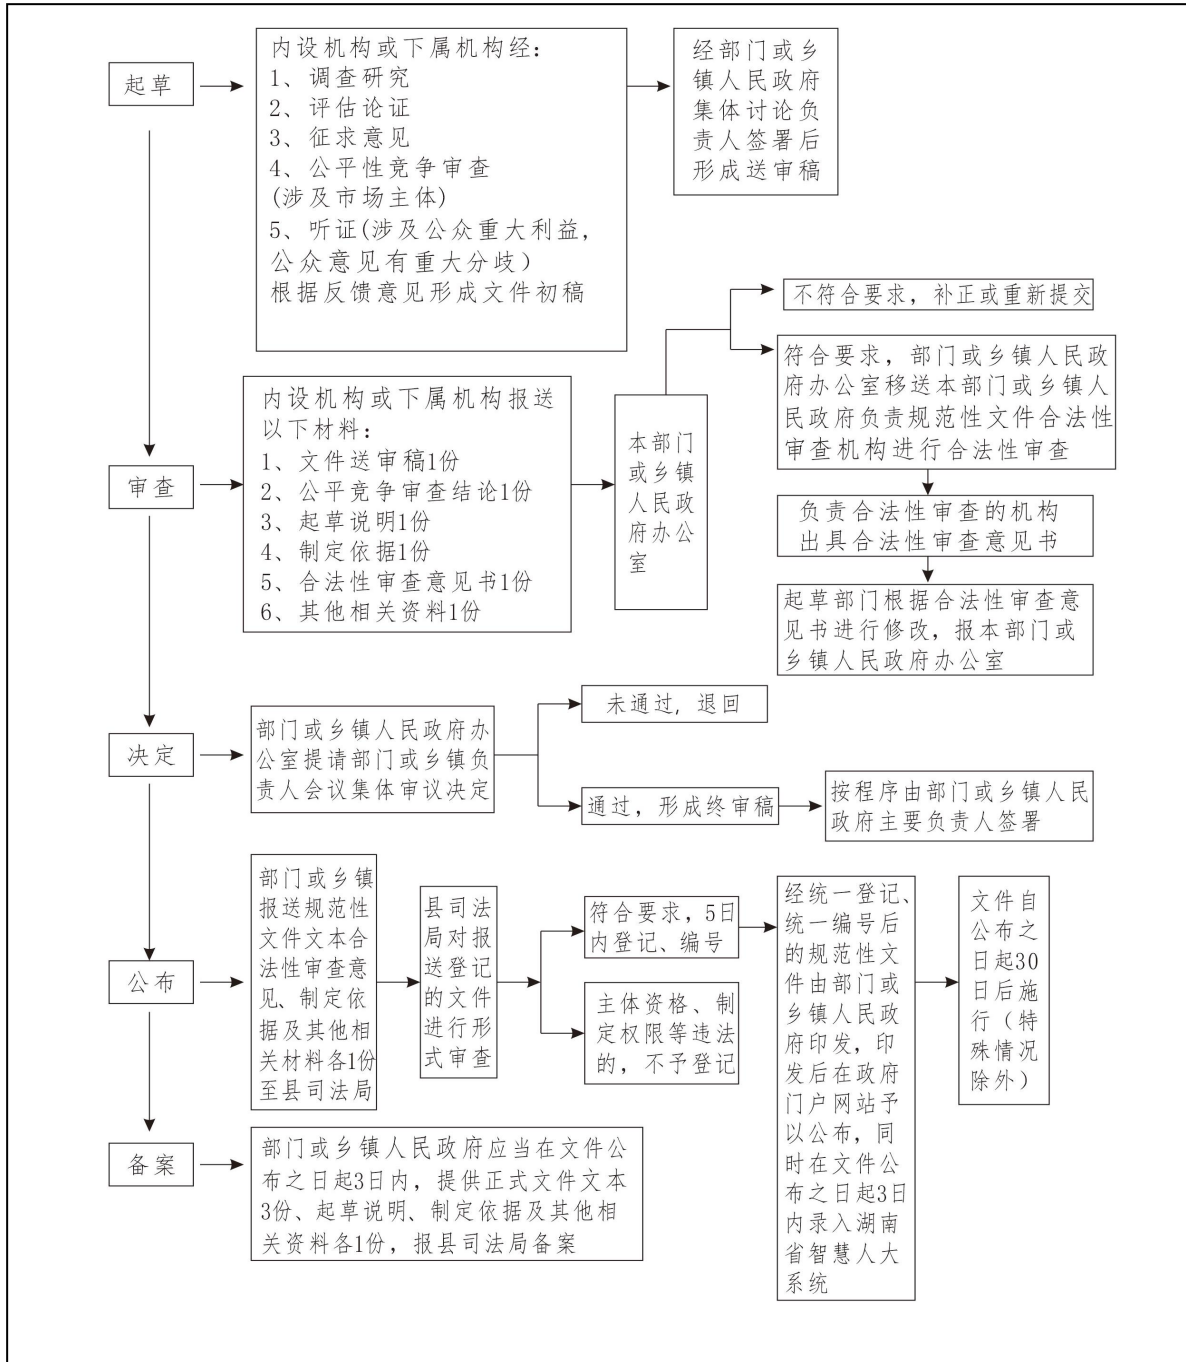 起草
内设机构或下属机构经：
1、调查研究
2、评估论证
3、征求意见
4、公平性竞争审查
(涉及市场主体)
5、听证(涉及公众重大利益，
公众意见有重大分歧）
根据反馈意见形成文件初稿
经部门或乡
镇人民政府
集体讨论负
责人签署后
形成送审稿
审查
内设机构或下属机构报送
以下材料：
1、文件送审稿1份
2、公平竞争审查结论1份
3、起草说明1份
4、制定依据1份
5、合法性审查意见书1份
6、其他相关资料1份
本部门
或乡镇
人民政
府办公
室
不符合要求，补正或重新提交
符合要求，部门或乡镇人民政
府办公室移送本部门或乡镇人
民政府负责规范性文件合法性
审查机构进行合法性审查
负责合法性审查的机构
出具合法性审查意见书
起草部门根据合法性审查意
见书进行修改，报本部门或
乡镇人民政府办公室
决定
部门或乡镇人民政府办
公室提请部门或乡镇负
责人会议集体审议决定
未通过，退回
通过，形成终审稿
按程序由部门或乡镇人民
政府主要负责人签署
公布
部门或乡镇
报送规范性
文件文本合
法性审查意
见、制定依
据及其他相
关材料各1份
至县司法局
县司法
局对报
送登记
的文件
进行形
式审查
符合要求，5日
内登记、编号
主体资格、制
定权限等违法
的，不予登记
经统一登记、
统一编号后
的规范性文
件由部门或
乡镇人民政
府印发，印
发后在政府
门户网站予
以公布，同
时在文件公
布之日起3日
内录入湖南
省智慧人大
系统
文件自
公布之
日起30
日后施
行（特
殊情况
除外）
备案
部门或乡镇人民政府应当在文件公
布之日起3日内，提供正式文件文本
3份、起草说明、制定依据及其他相
关资料各1份，报县司法局备案